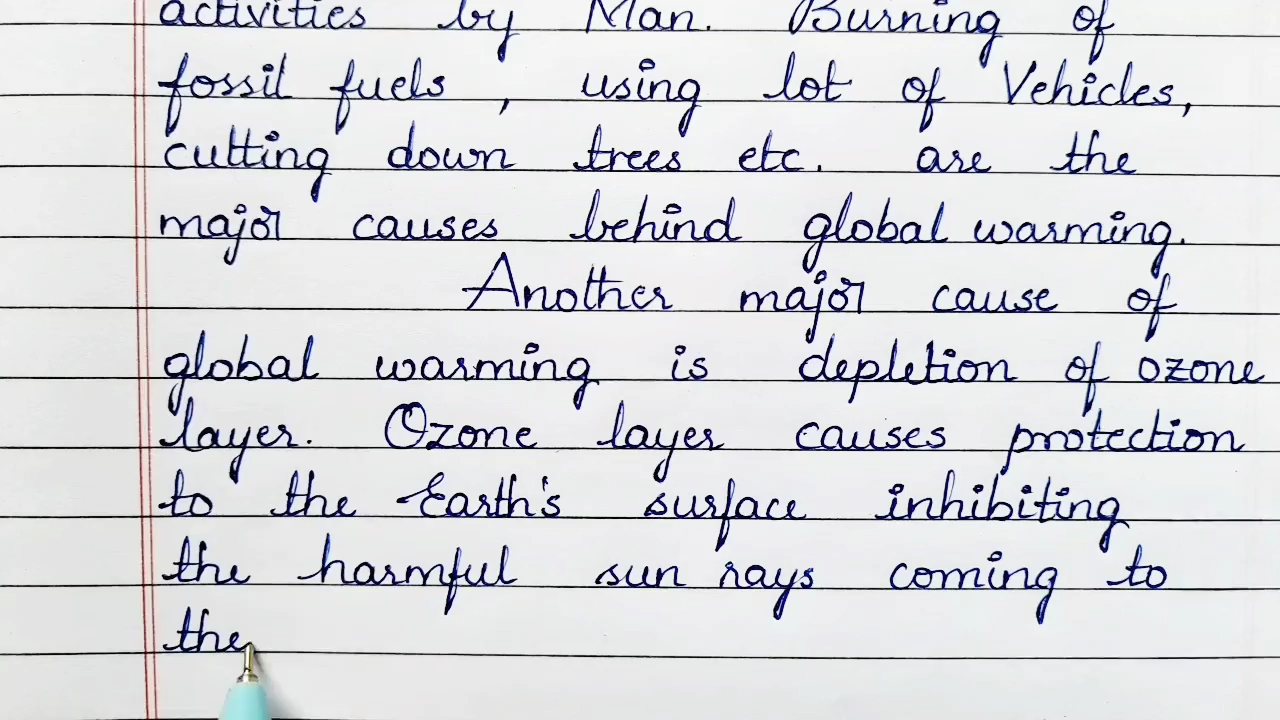 activities by Man. Burning of
fossil fuels , using lot of Vehicles,
cutting down trees etc. are the
major causes behind global warming.
Another major cause of
global warming is depletion of ozone
layer. Ozone layer causes protection
to the Earth's surface inhibiting
the harmful sun rays coming to
the